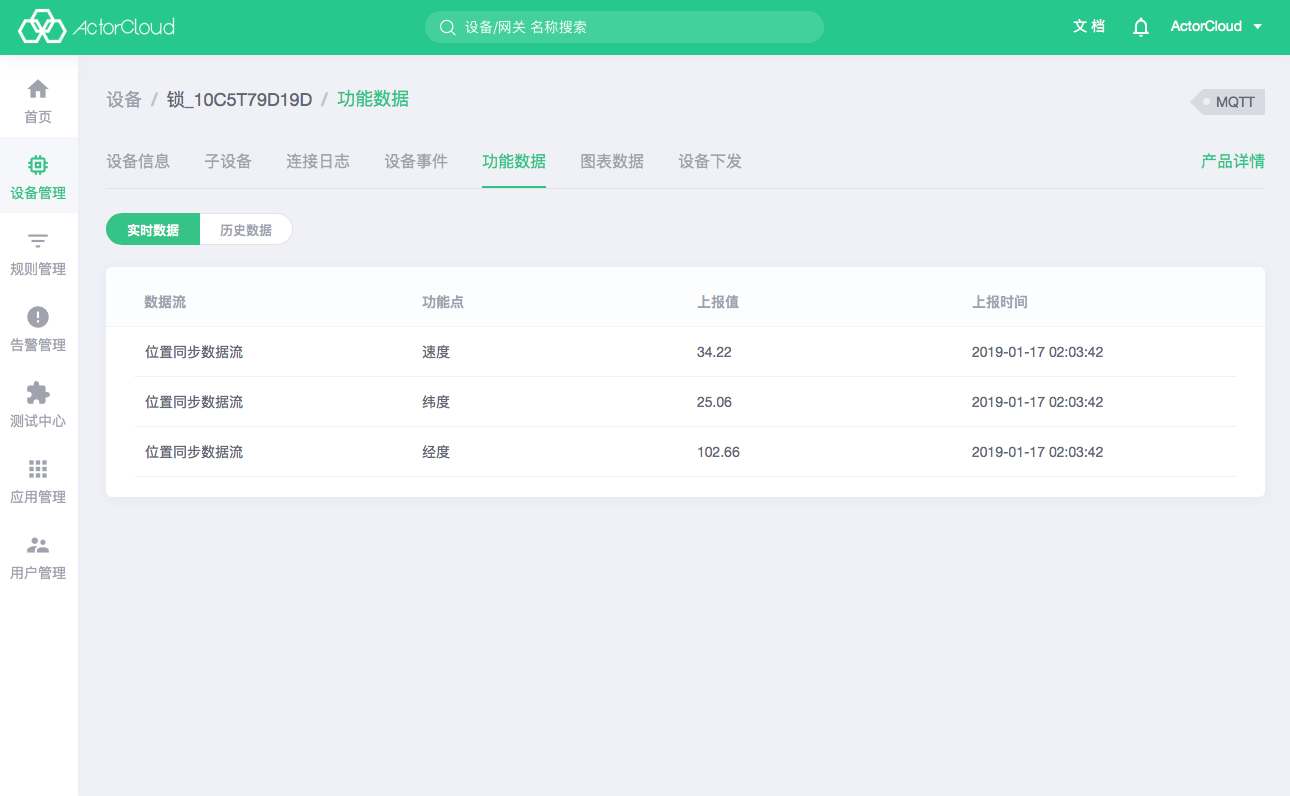 ActorCloud
设备/网关 名称搜索
文 档
ActorCloud
首页
设备管理
规则管理
告警管理
测试中心
应用管理
用户管理
设备 / 锁_10C5T79D19D / 功能数据
MQTT
设备信息 子设备 连接日志 设备事件 功能数据 图表数据 设备下发 产品详情
实时数据 历史数据
数据流 功能点 上报值 上报时间
位置同步数据流 速度 34.22 2019-01-17 02:03:42
位置同步数据流 纬度 25.06 2019-01-17 02:03:42
位置同步数据流 经度 102.66 2019-01-17 02:03:42